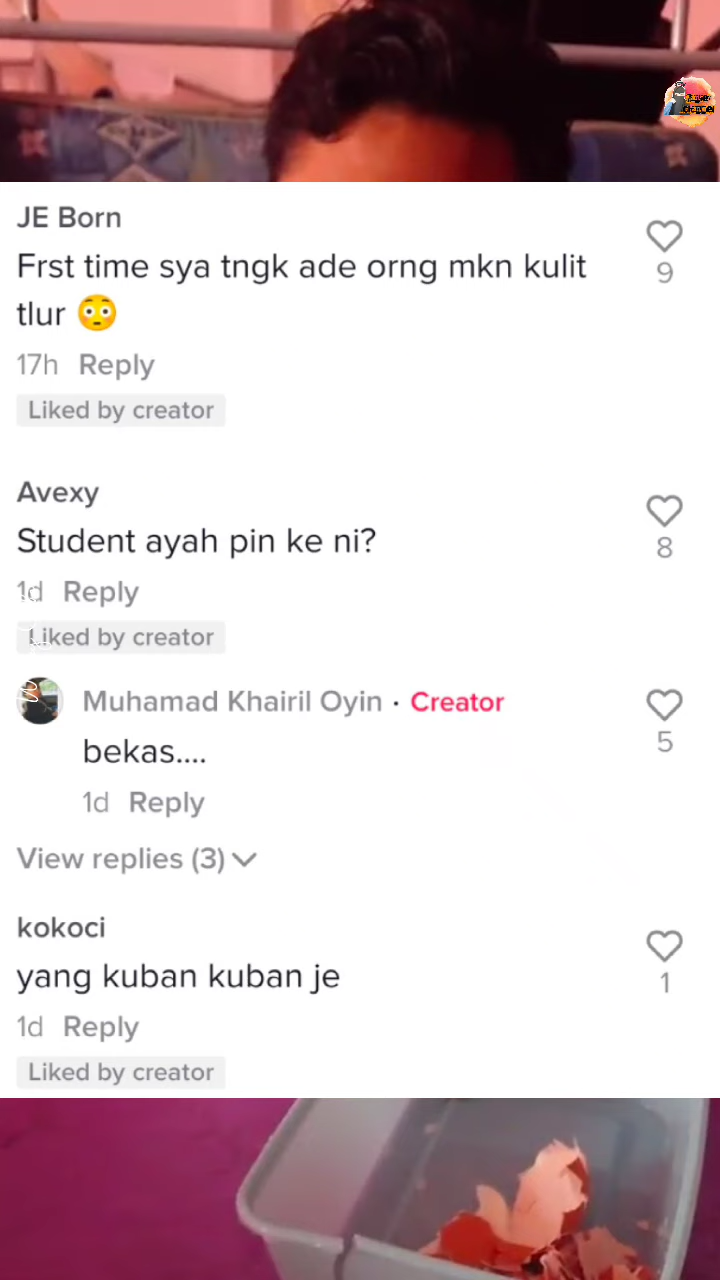 JE Born
Frst time sya tngk ade orng mkn kulit
tlur 😳
9
17h Reply
Liked by creator
Avexy
Student ayah pin ke ni?
8
1d Reply
Liked by creator
Muhamad Khairil Oyin · Creator
bekas....
5
1d Reply
View replies (3)
kokoci
yang kuban kuban je
1
1d Reply
Liked by creator